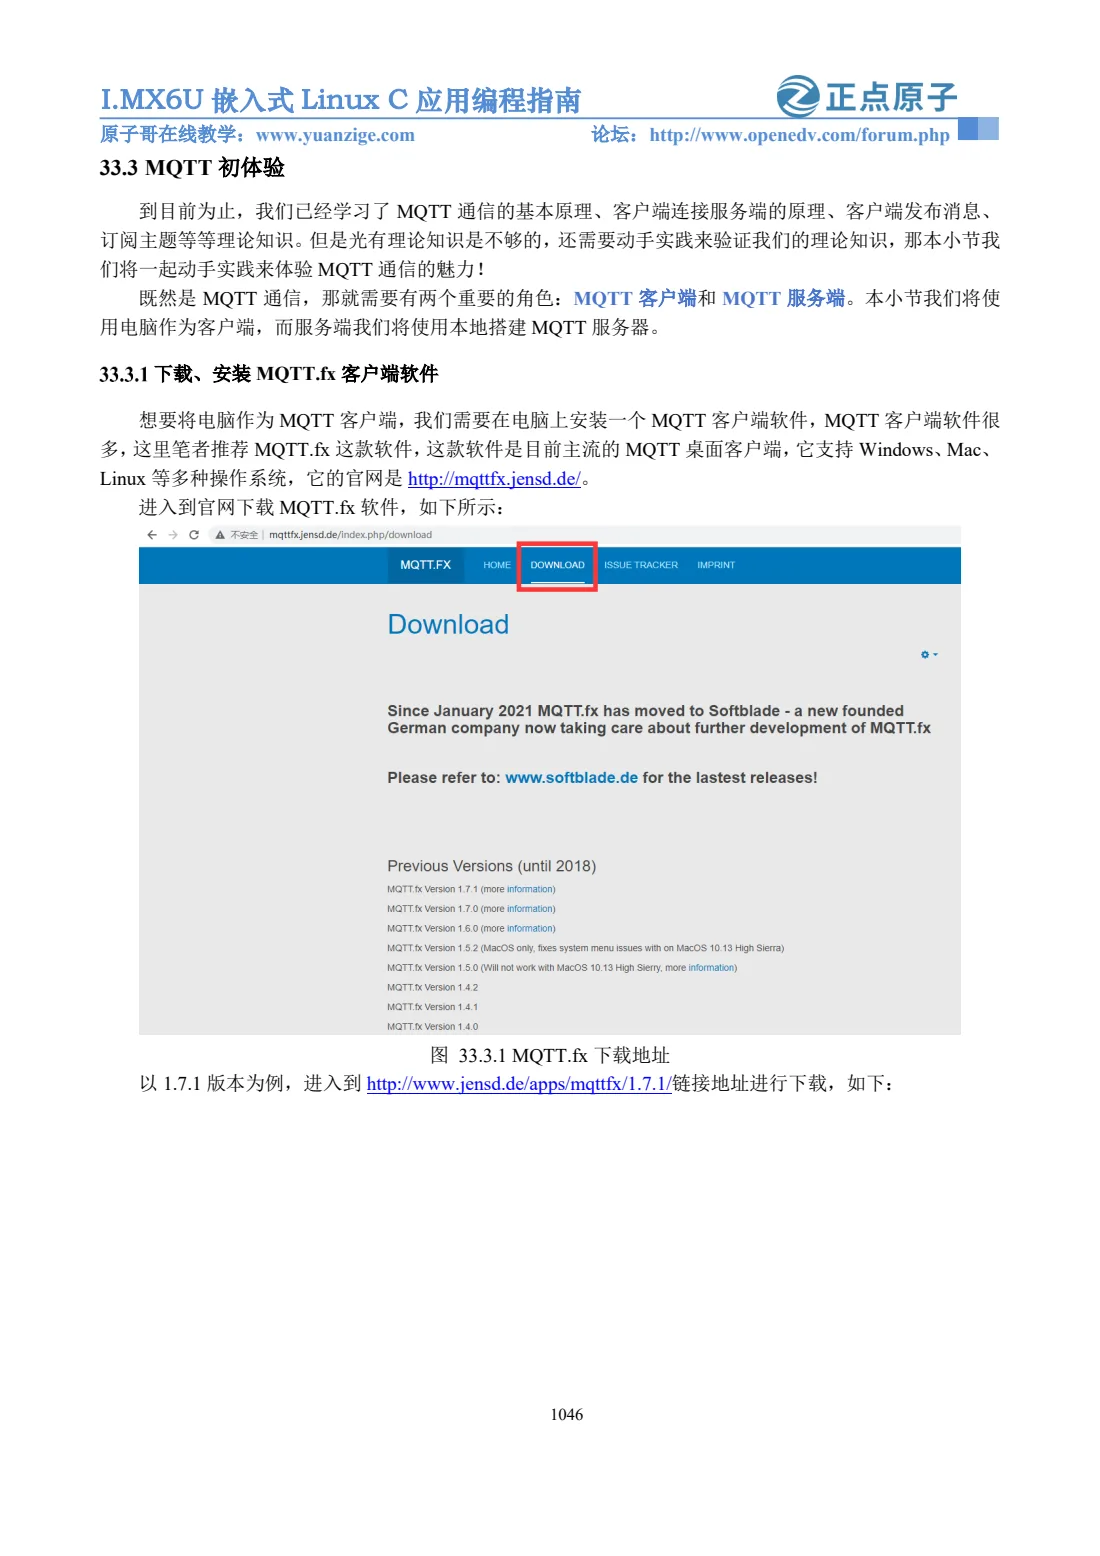 I.MX6U 嵌入式 Linux C 应用编程指南
正点原子
原子哥在线教学：www.yuanzige.com
论坛：http://www.openedv.com/forum.php
33.3 MQTT 初体验
到目前为止，我们已经学习了 MQTT 通信的基本原理、客户端连接服务端的原理、客户端发布消息、
订阅主题等等理论知识。但是光有理论知识是不够的，还需要动手实践来验证我们的理论知识，那本小节我
们将一起动手实践来体验 MQTT 通信的魅力！
既然是 MQTT 通信，那就需要有两个重要的角色：MQTT 客户端和 MQTT 服务端。本小节我们将使
用电脑作为客户端，而服务端我们将使用本地搭建 MQTT 服务器。
33.3.1 下载、安装 MQTT.fx 客户端软件
想要将电脑作为 MQTT 客户端，我们需要在电脑上安装一个 MQTT 客户端软件，MQTT 客户端软件很
多，这里笔者推荐 MQTT.fx 这款软件，这款软件是目前主流的 MQTT 桌面客户端，它支持 Windows、Mac、
Linux 等多种操作系统，它的官网是 http://mqttfx.jensd.de/。
进入到官网下载 MQTT.fx 软件，如下所示：
不安全 | mqttfx.jensd.de/index.php/download
MQTT.FX HOME DOWNLOAD ISSUE TRACKER IMPRINT
Download
Since January 2021 MQTT.fx has moved to Softblade - a new founded
German company now taking care about further development of MQTT.fx
Please refer to: www.softblade.de for the lastest releases!
Previous Versions (until 2018)
MQTT.fx Version 1.7.1 (more information)
MQTT.fx Version 1.7.0 (more information)
MQTT.fx Version 1.6.0 (more information)
MQTT.fx Version 1.5.2 (MacOS only, fixes system menu issues with on MacOS 10.13 High Sierra)
MQTT.fx Version 1.5.0 (Will not work with MacOS 10.13 High Sierry, more information)
MQTT.fx Version 1.4.2
MQTT.fx Version 1.4.1
MQTT.fx Version 1.4.0
图 33.3.1 MQTT.fx 下载地址
以 1.7.1 版本为例，进入到 http://www.jensd.de/apps/mqttfx/1.7.1/链接地址进行下载，如下：
1046